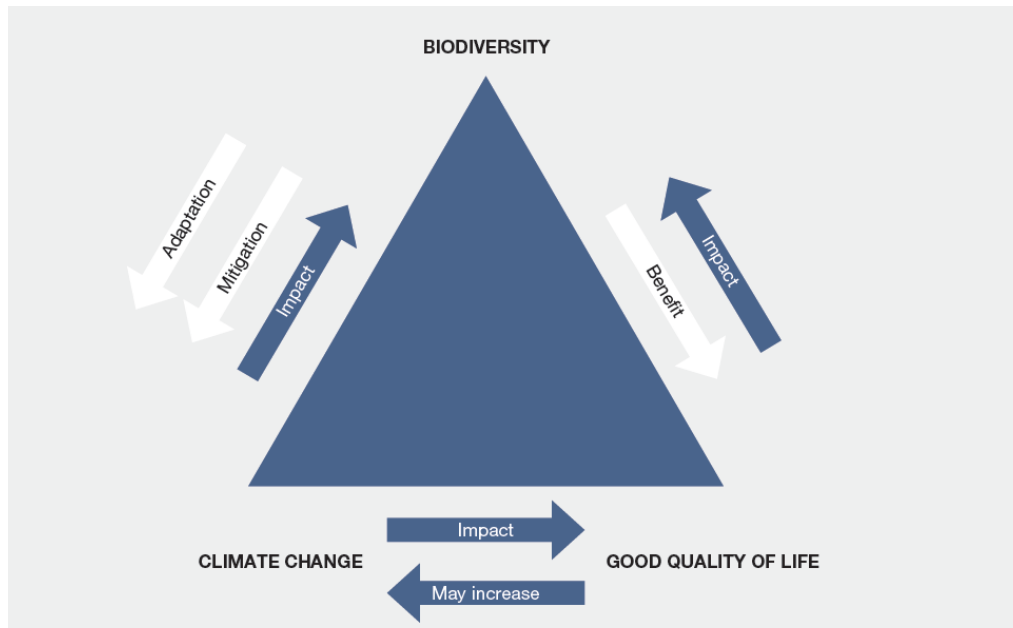 BIODIVERSITY
Adaptation
Mitigation
Impact
Benefit
Impact
Impact
CLIMATE CHANGE
GOOD QUALITY OF LIFE
May increase